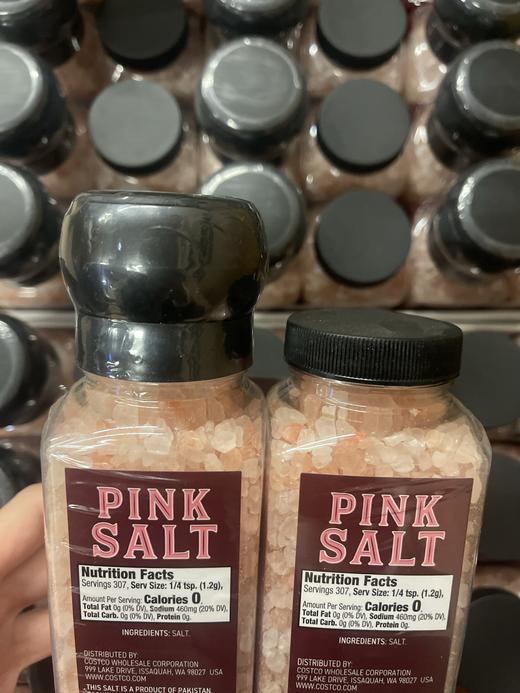 PINK
SALT
Nutrition Facts
Servings 307, Serv Size: 1/4 tsp. (1.2g),
Amount Per Serving: Calories 0,
Total Fat 0g (0% DV), Sodium 460mg (20% DV),
Total Carb. 0g (0% DV), Protein 0g.
INGREDIENTS: SALT.
DISTRIBUTED BY:
COSTCO WHOLESALE CORPORATION
999 LAKE DRIVE, ISSAQUAH, WA 98027 USA
WWW.COSTCO.COM
THIS SALT IS A PRODUCT OF PAKISTAN.
PINK
SALT
Nutrition Facts
Servings 307, Serv Size: 1/4 tsp. (1.2g),
Amount Per Serving: Calories 0,
Total Fat 0g (0% DV), Sodium 460mg (20% DV),
Total Carb. 0g (0% DV), Protein 0g.
INGREDIENTS: SALT.
DISTRIBUTED BY:
COSTCO WHOLESALE CORPORATION
999 LAKE DRIVE, ISSAQUAH, WA 98027 USA
WWW.COSTCO.COM